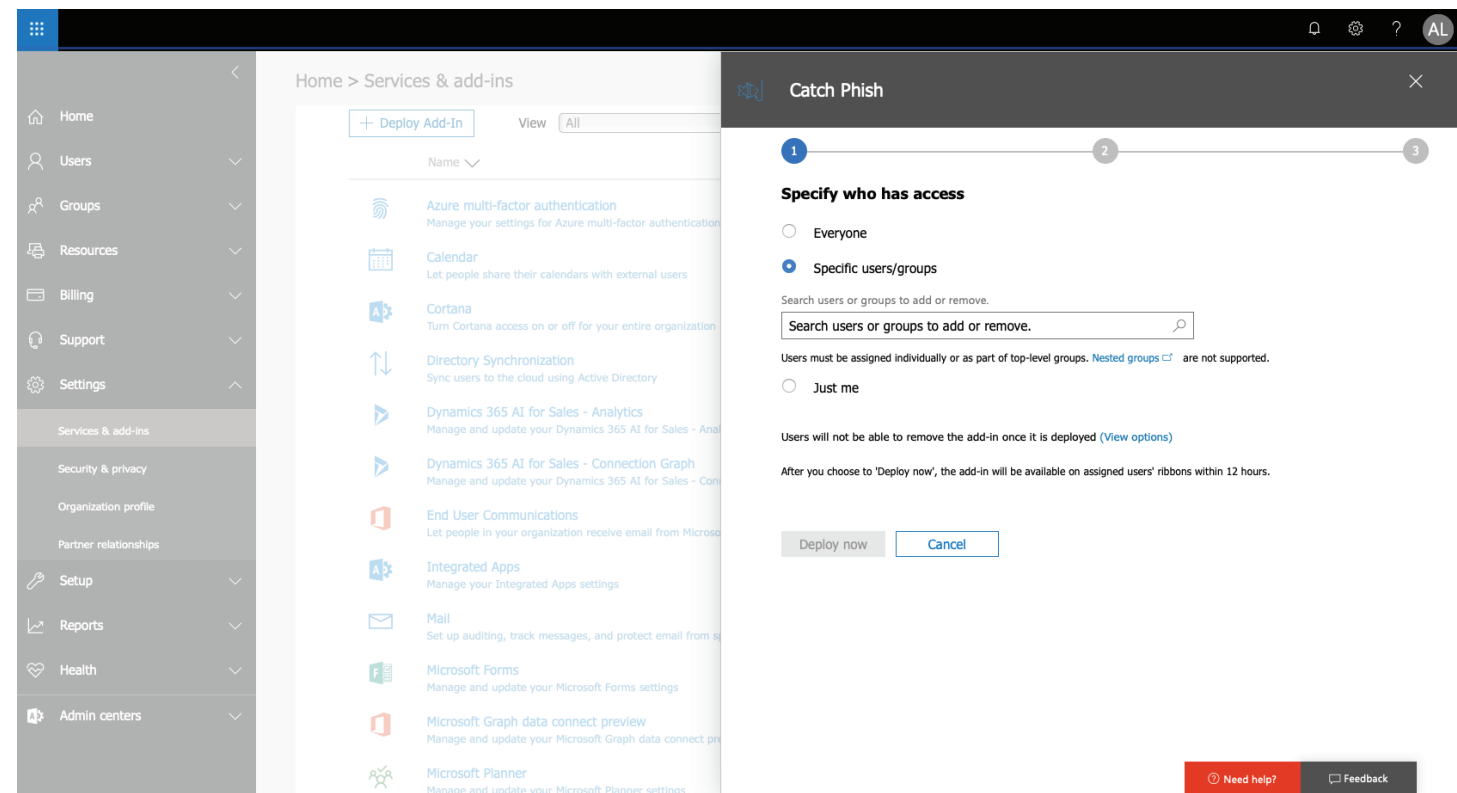 AL
Home
Users
Groups
Resources
Billing
Support
Settings
Services & add-ins
Security & privacy
Organization profile
Partner relationships
Setup
Reports
Health
Admin centers
Home > Services & add-ins
+ Deploy Add-In
View
All
Name
Azure multi-factor authentication
Manage your settings for Azure multi-factor authentication
Calendar
Let people share their calendars with external users
Cortana
Turn Cortana access on or off for your entire organization
Directory Synchronization
Sync users to the cloud using Active Directory
Dynamics 365 AI for Sales - Analytics
Manage and update your Dynamics 365 AI for Sales - Anal
Dynamics 365 AI for Sales - Connection Graph
Manage and update your Dynamics 365 AI for Sales - Con
End User Communications
Let people in your organization receive email from Microso
Integrated Apps
Manage your Integrated Apps settings
Mail
Set up auditing, track messages, and protect email from s
Microsoft Forms
Manage and update your Microsoft Forms settings
Microsoft Graph data connect preview
Manage and update your Microsoft Graph data connect pr
Microsoft Planner
Manage and update your Microsoft Planner settings
Catch Phish
1
2
3
Specify who has access
Everyone
Specific users/groups
Search users or groups to add or remove.
Search users or groups to add or remove.
Users must be assigned individually or as part of top-level groups. Nested groups are not supported.
Just me
Users will not be able to remove the add-in once it is deployed (View options)
After you choose to 'Deploy now', the add-in will be available on assigned users' ribbons within 12 hours.
Deploy now
Cancel
Need help?
Feedback